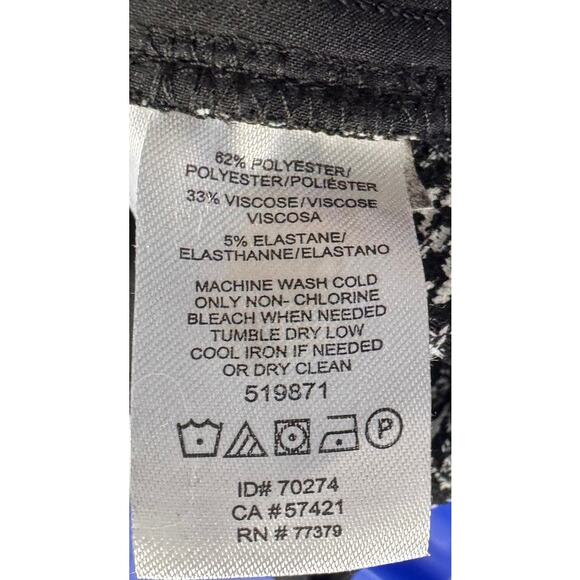 62% POLYESTER/
POLYESTER/POLIÉSTER
33% VISCOSE/VISCOSE
VISCOSA
5% ELASTANE/
ELASTHANNE/ELASTANO
MACHINE WASH COLD
ONLY NON- CHLORINE
BLEACH WHEN NEEDED
TUMBLE DRY LOW
COOL IRON IF NEEDED
OR DRY CLEAN
519871
P
ID# 70274
CA #57421
RN # 77379